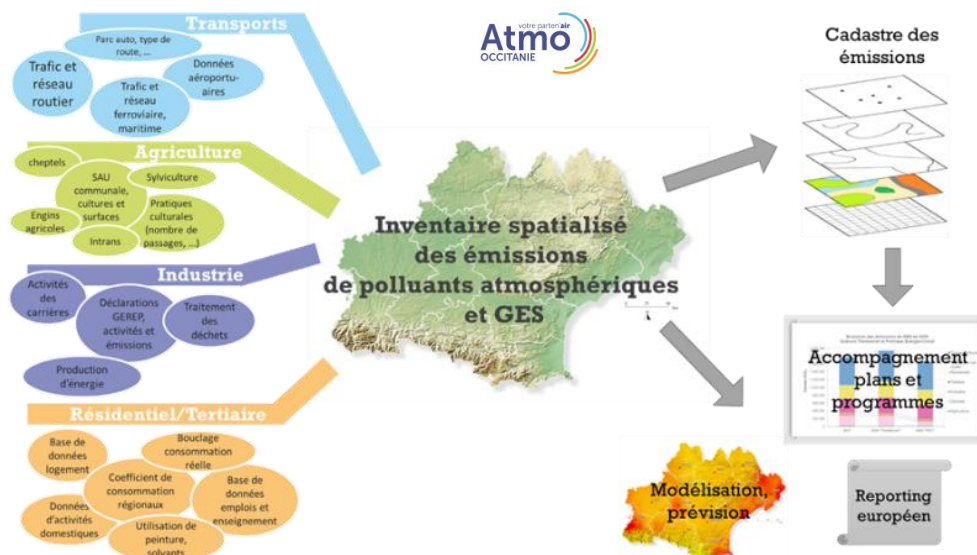 Transports
Parc auto, type de
route, ...
Trafic et
réseau
routier
Données
aéroportu-
aires
Trafic et
réseau
ferroviaire,
maritime
Agriculture
cheptels
SAU
communale,
cultures et
surfaces
Sylviculture
Engins
agricoles
Pratiques
culturales
(nombre de
passages, ...)
Intrans
Industrie
Activités
des
carrières
Déclarations
GEREP,
activités et
émissions
Traitement
des
déchets
Production
d'énergie
Résidentiel/Tertiaire
Base de
données
logement
Bouclage
consommation
réelle
Coefficient de
consommation
régionaux
Base de
données
emplois et
enseignement
Données
d'activités
domestiques
Utilisation de
peinture,
solvants
votre parten'air
Atmo
OCCITANIE
Inventaire spatialisé
des émissions
de polluants atmosphériques
et GES
Cadastre des
émissions
Accompagnement
plans et
programmes
Modélisation,
prévision
Reporting
européen